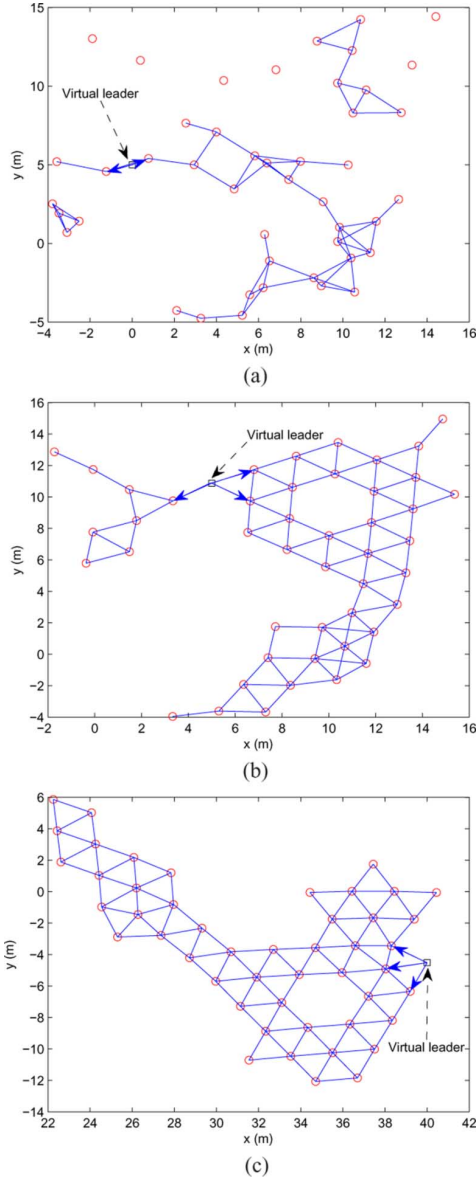 15
10
5
0
−5
y (m)
Virtual leader
−4 −2 0 2 4 6 8 10 12 14 16
x (m)
(a)
16
14
12
10
8
6
4
2
0
−2
−4
y (m)
Virtual leader
−2 0 2 4 6 8 10 12 14 16
x (m)
(b)
6
4
2
0
−2
−4
−6
−8
−10
−12
−14
y (m)
Virtual leader
22 24 26 28 30 32 34 36 38 40 42
x (m)
(c)